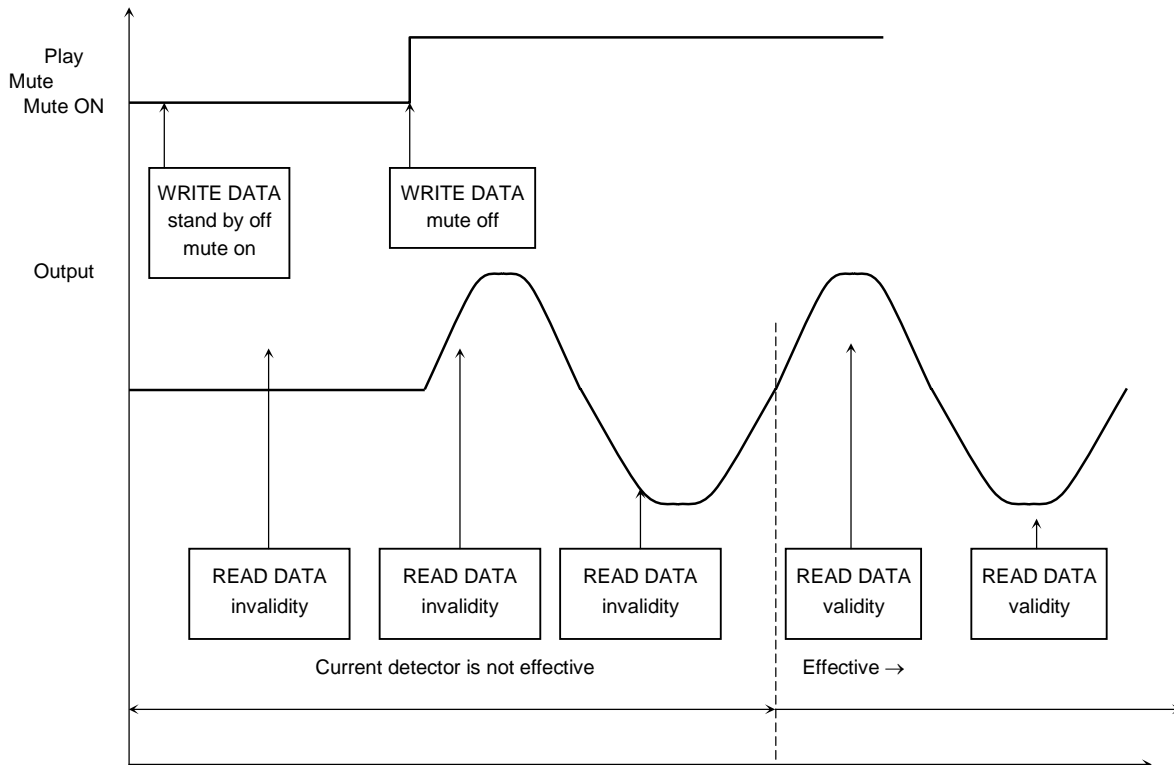 Play
Mute
Mute ON
WRITE DATA
stand by off
mute on
WRITE DATA
mute off
Output
READ DATA
invalidity
READ DATA
invalidity
READ DATA
invalidity
READ DATA
validity
READ DATA
validity
Current detector is not effective
Effective →